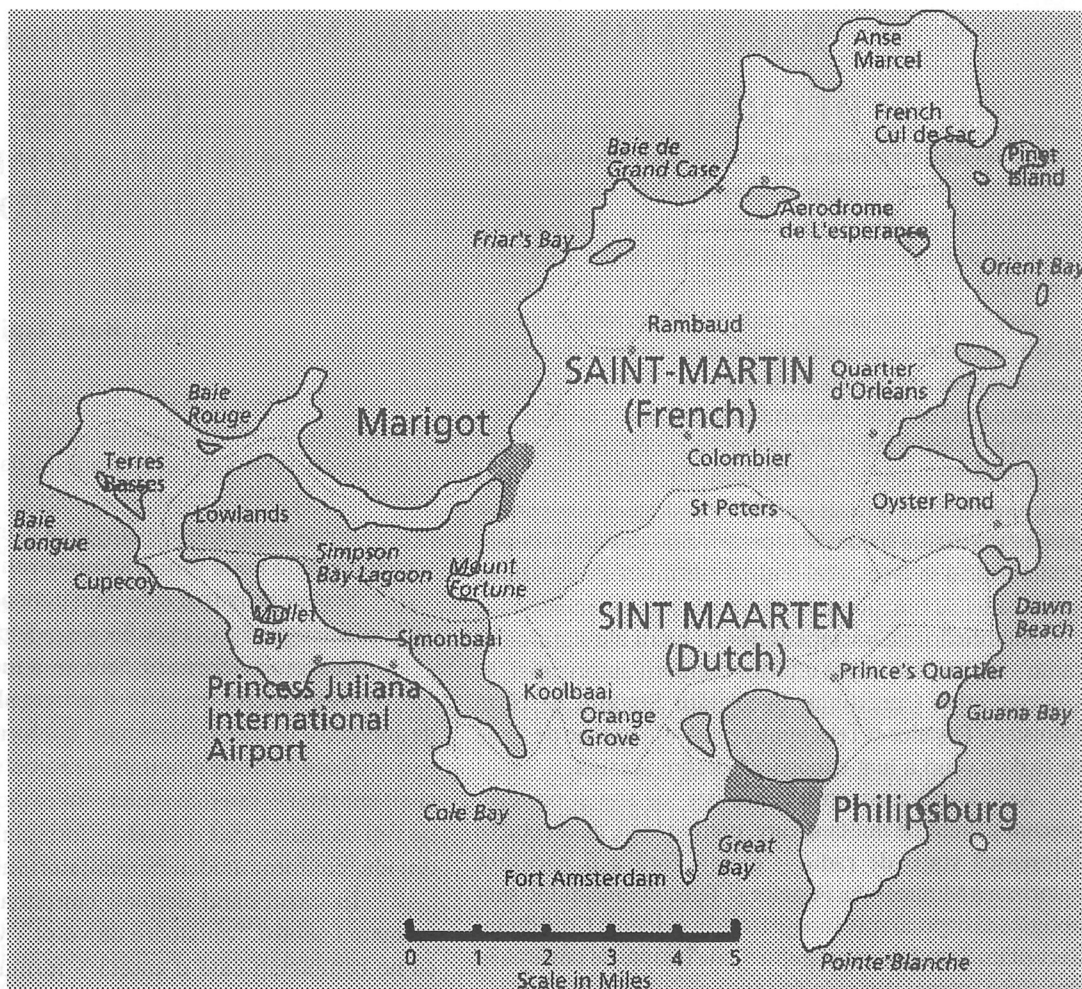 Anse
Marcel
French
Cul de Sac
Baie de
Grand Case
Pinet
Island
Aerodrome
de L'esperance
Friar's Bay
Orient Bay
Rambaud
SAINT-MARTIN
(French)
Quartier
d'Orléans
Baie
Rouge
Marigot
Colombier
Terres
Basses
Lowlands
St Peters
Oyster Pond
Baie
Longue
Simpson
Bay Lagoon
Mount
Fortune
Cupecoy
Mullet
Bay
SINT MAARTEN
(Dutch)
Dawn
Beach
Simonbaai
Prince's Quartier
Princess Juliana
International
Airport
Koolbaai
Orange
Grove
Guana Bay
Cole Bay
Philipsburg
Great
Bay
Fort Amsterdam
0 1 2 3 4 5
Scale in Miles
Pointe Blanche